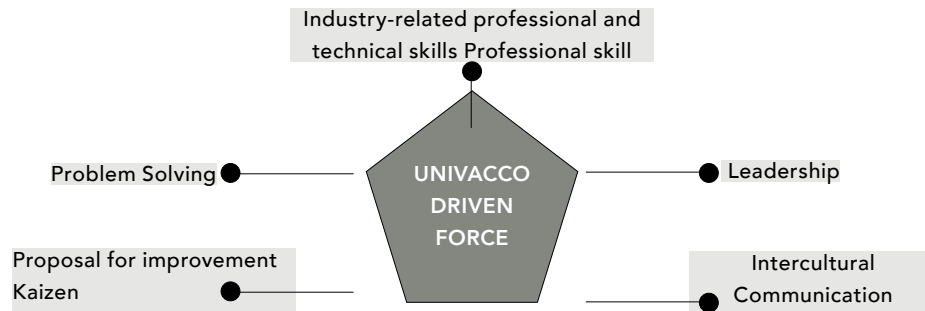 Industry-related professional and
technical skills Professional skill
Problem Solving
UNIVACCO
DRIVEN
FORCE
Leadership
Proposal for improvement
Kaizen
Intercultural
Communication